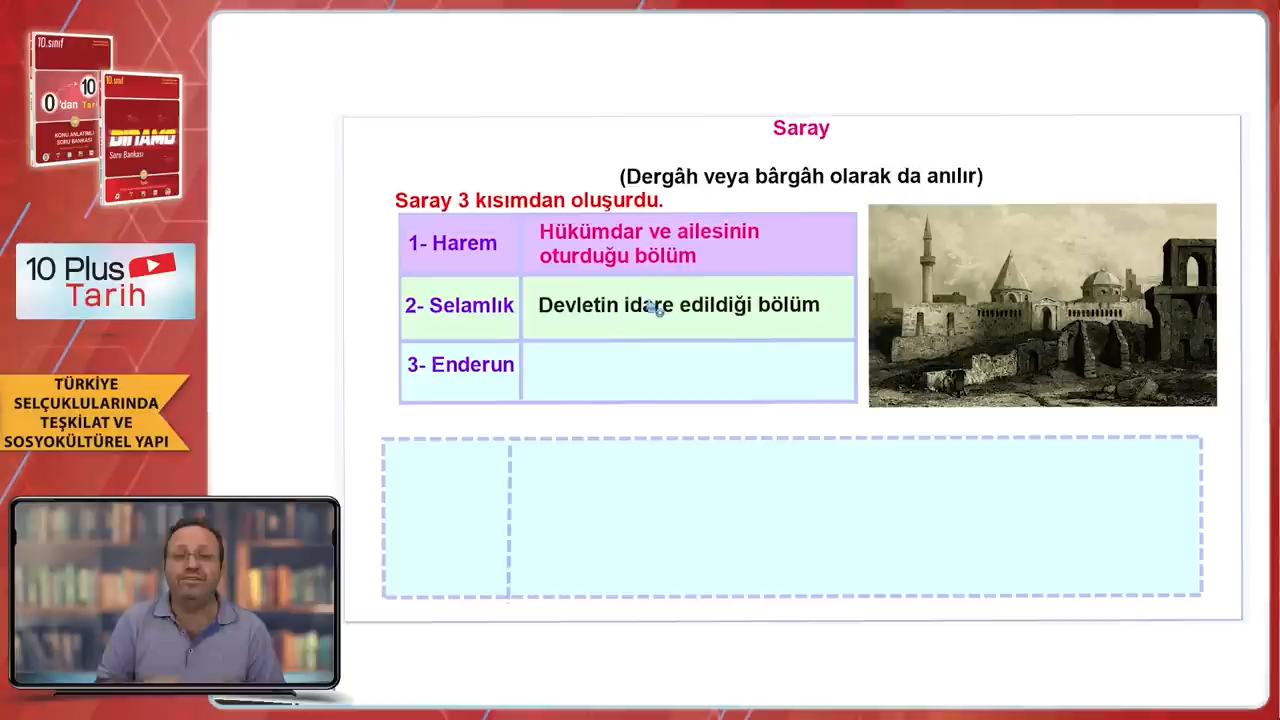 10.sınıf
0'dan 10
Tar
KONU ANLATIMLI
SORU BANKASI
10.sınıf
DINAMO
Soru Bankası
10 Plus
Tarih
TÜRKİYE
SELÇUKLULARINDA
TEŞKİLAT VE
SOSYOKÜLTÜREL YAPI
Saray
(Dergâh veya bârgâh olarak da anılır)
Saray 3 kısımdan oluşurdu.
1- Harem
Hükümdar ve ailesinin
oturduğu bölüm
2- Selamlık
Devletin idare edildiği bölüm
3- Enderun